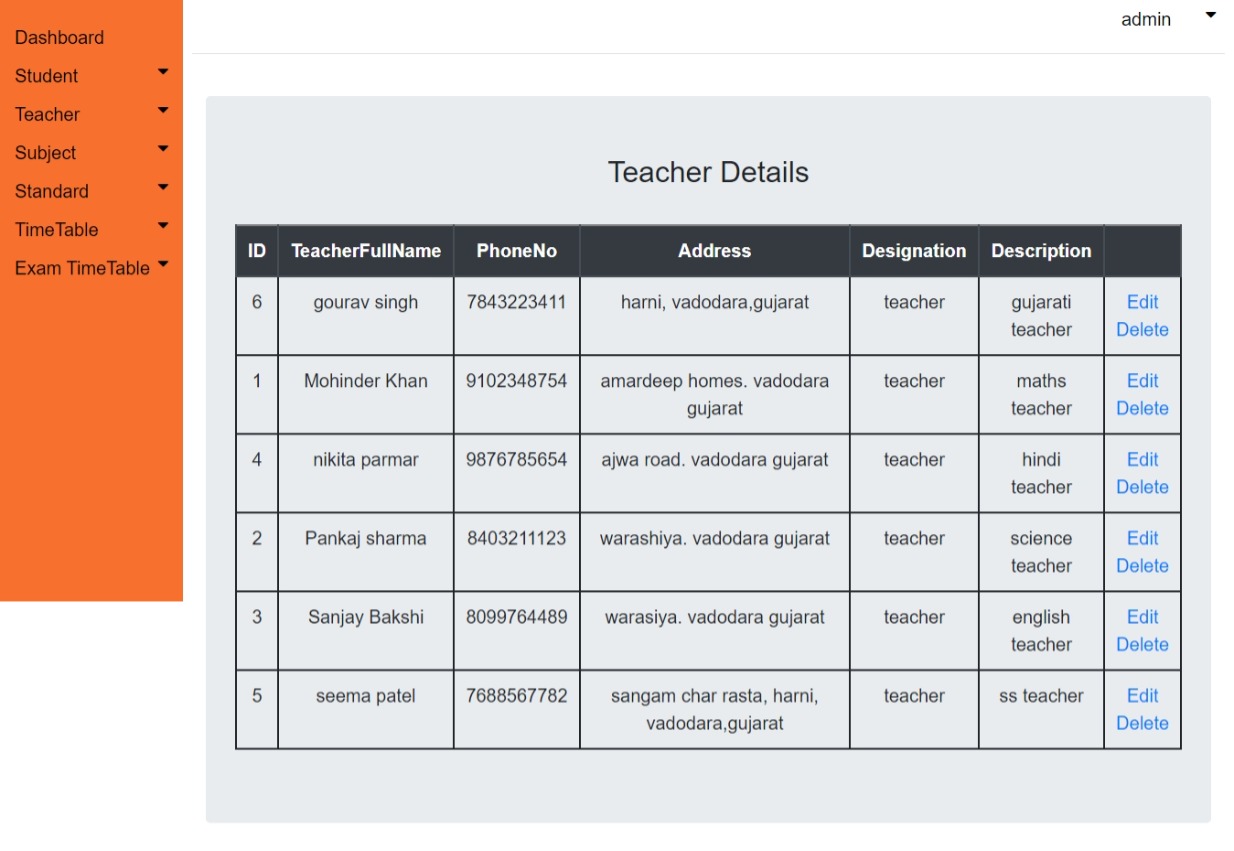 admin
Dashboard
Student
Teacher
Subject
Standard
TimeTable
Exam TimeTable
Teacher Details
ID TeacherFullName PhoneNo Address Designation Description
6 gourav singh 7843223411 harni, vadodara,gujarat teacher gujarati Edit
teacher Delete
1 Mohinder Khan 9102348754 amardeep homes. vadodara teacher maths Edit
gujarat teacher Delete
4 nikita parmar 9876785654 ajwa road. vadodara gujarat teacher hindi Edit
teacher Delete
2 Pankaj sharma 8403211123 warashiya. vadodara gujarat teacher science Edit
teacher Delete
3 Sanjay Bakshi 8099764489 warasiya. vadodara gujarat teacher english Edit
teacher Delete
5 seema patel 7688567782 sangam char rasta, harni, teacher ss teacher Edit
vadodara,gujarat Delete